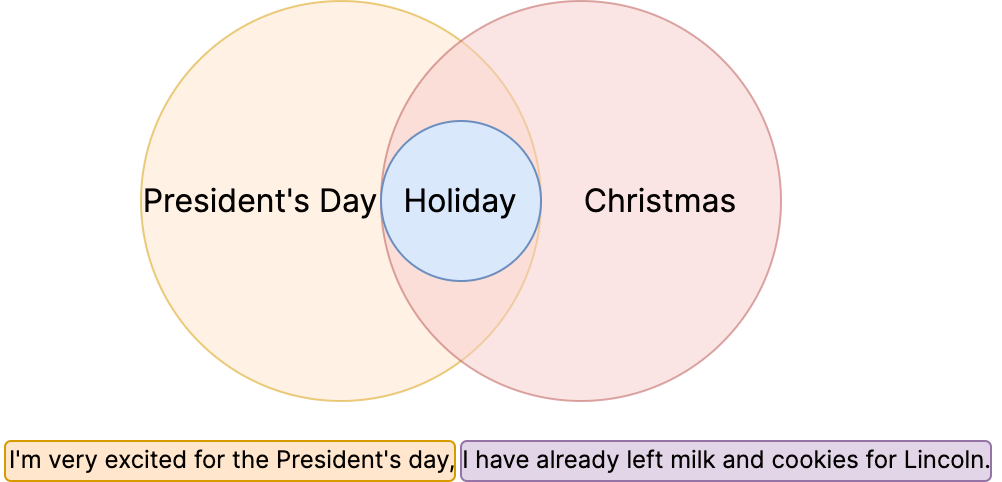 President's Day Holiday Christmas
I'm very excited for the President's day, I have already left milk and cookies for Lincoln.